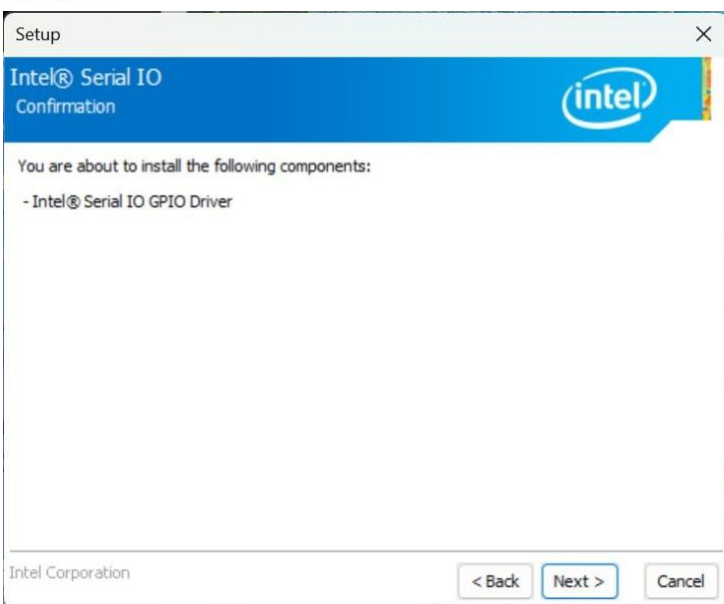 Setup
Intel® Serial IO
Confirmation
intel
You are about to install the following components:
- Intel® Serial IO GPIO Driver
Intel Corporation
< Back
Next >
Cancel